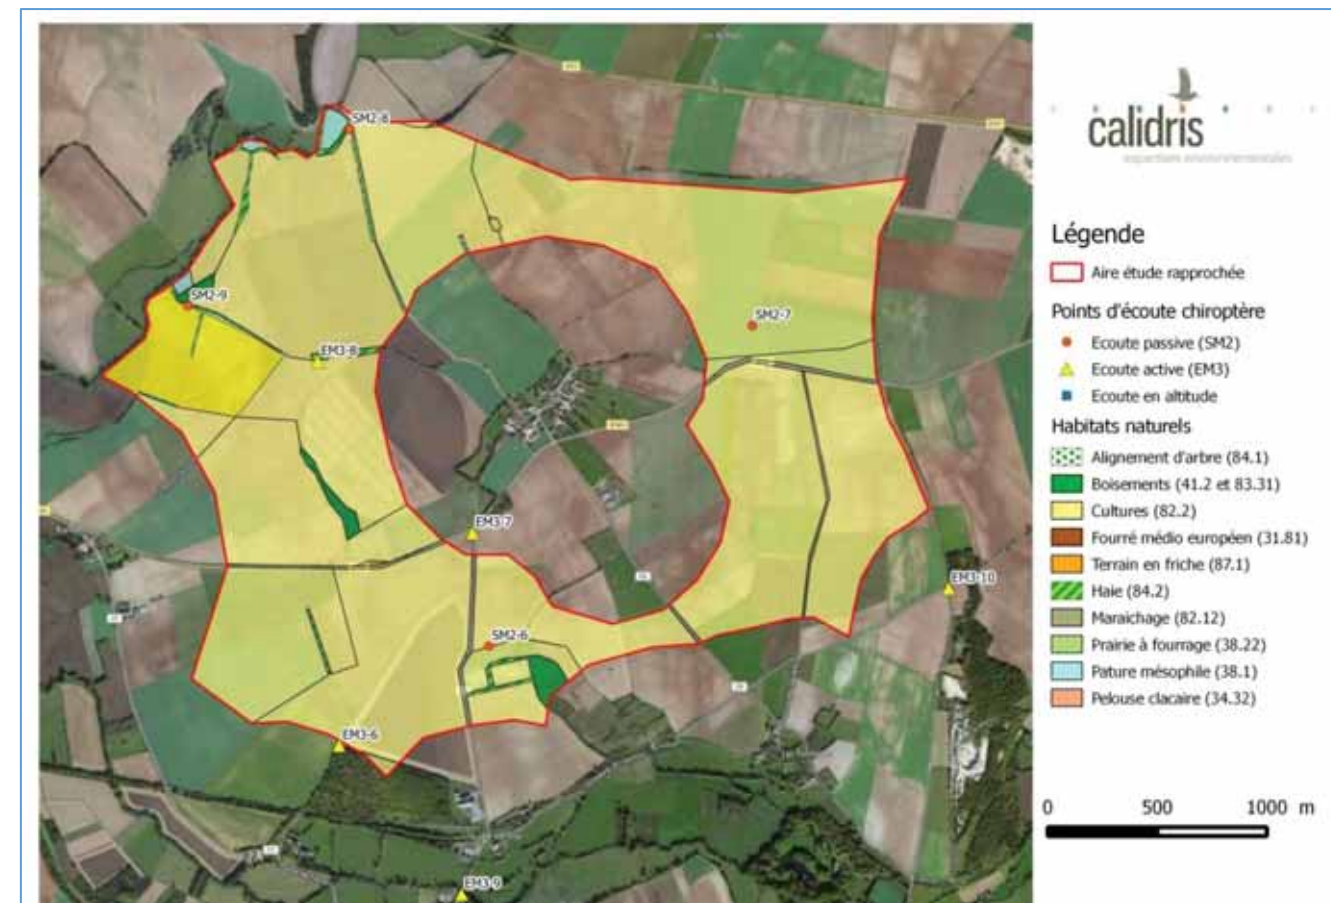 SM2-8
SM2-9
SM2-7
EM3-8
EM3-7
EM3-10
SM2-6
EM3-6
EM3-9
calidris
expertises environnementales
Légende
Aire étude rapprochée
Points d'écoute chiroptère
Ecoute passive (SM2)
Ecoute active (EM3)
Ecoute en altitude
Habitats naturels
Alignement d'arbre (84.1)
Boisements (41.2 et 83.31)
Cultures (82.2)
Fourré médio européen (31.81)
Terrain en friche (87.1)
Haie (84.2)
Maraichage (82.12)
Prairie à fourrage (38.22)
Pature mésophile (38.1)
Pelouse clacaire (34.32)
0 500 1000 m